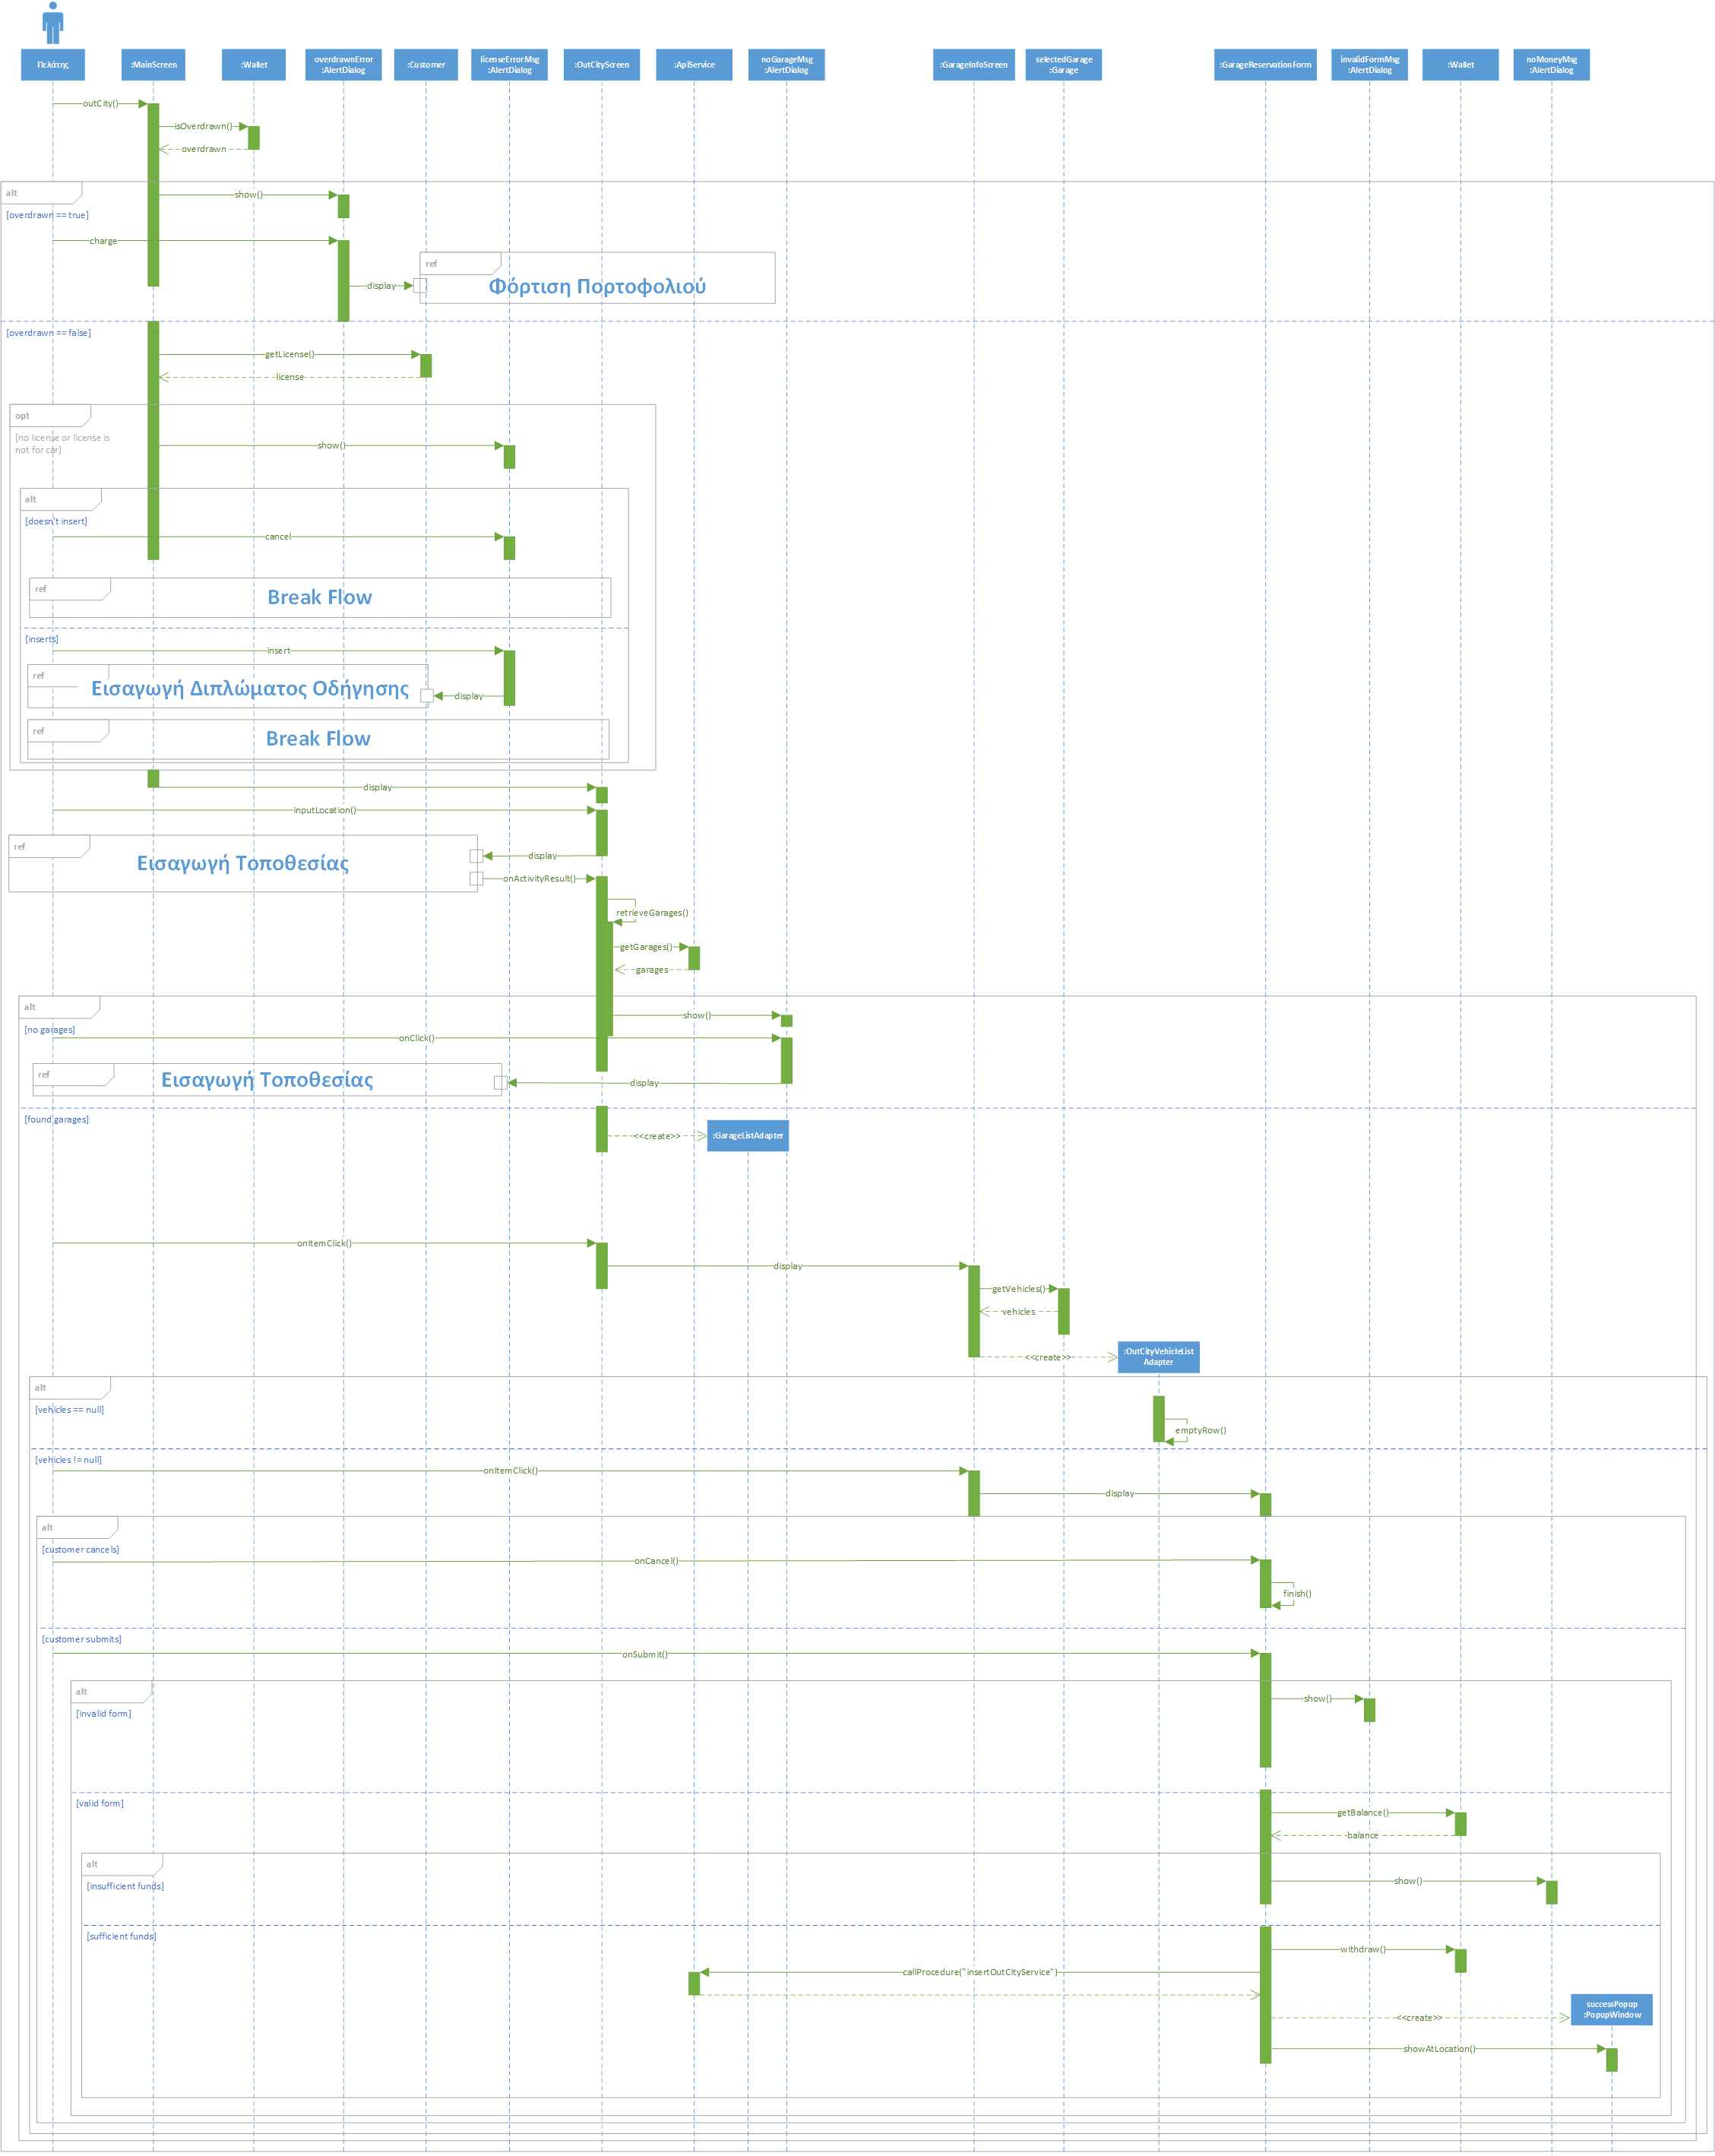 Πελάτης
:MainScreen
:Wallet
overdrawnError
:AlertDialog
:Customer
licenseErrorMsg
:AlertDialog
:OutCityScreen
:ApiService
noGarageMsg
:AlertDialog
:GarageInfoScreen
selectedGarage
:Garage
:GarageReservationForm
invalidFormMsg
:AlertDialog
:Wallet
noMoneyMsg
:AlertDialog
outCity()
isOverdrawn()
overdrawn
alt
show()
[overdrawn == true]
charge
ref
display
Φόρτιση Πορτοφολιού
[overdrawn == false]
getLicense()
license
opt
[no license or license is
not for car]
show()
alt
[doesn't insert]
cancel
ref
Break Flow
[inserts]
insert
ref
Εισαγωγή Διπλώματος Οδήγησης
display
ref
Break Flow
display
inputLocation()
ref
Εισαγωγή Τοποθεσίας
display
onActivityResult()
retrieveGarages()
getGarages()
garages
alt
show()
[no garages]
onClick()
ref
Εισαγωγή Τοποθεσίας
display
[found garages]
<<create>>
:GarageListAdapter
onItemClick()
display
getVehicles()
vehicles
<<create>>
:OutCityVehicleList
Adapter
alt
[vehicles == null]
emptyRow()
[vehicles != null]
onItemClick()
display
alt
[customer cancels]
onCancel()
finish()
[customer submits]
onSubmit()
alt
show()
[invalid form]
[valid form]
getBalance()
balance
alt
show()
[insufficient funds]
[sufficient funds]
withdraw()
callProcedure("insertOutCityService")
successPopup
:PopupWindow
<<create>>
showAtLocation()